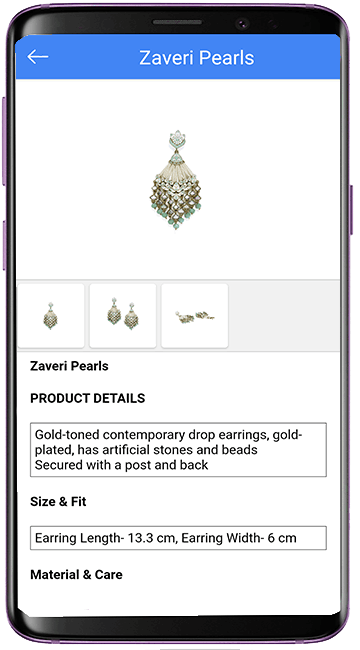 Zaveri Pearls
Zaveri Pearls
PRODUCT DETAILS
Gold-toned contemporary drop earrings, gold-
plated, has artificial stones and beads
Secured with a post and back
Size & Fit
Earring Length- 13.3 cm, Earring Width- 6 cm
Material & Care